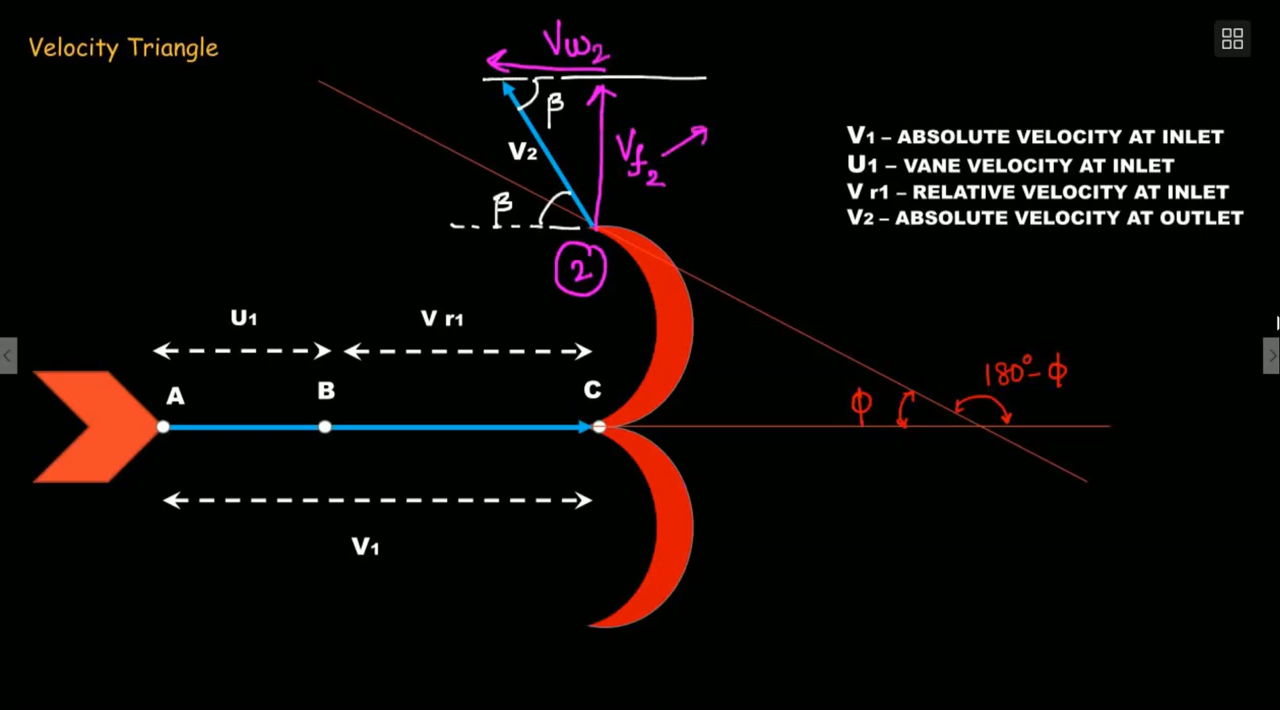 Velocity Triangle
Vw2
β
V2
Vf2
β
2
V1 – ABSOLUTE VELOCITY AT INLET
U1 – VANE VELOCITY AT INLET
V r1 – RELATIVE VELOCITY AT INLET
V2 – ABSOLUTE VELOCITY AT OUTLET
U1
V r1
A
B
C
V1
ϕ
180°-ϕ